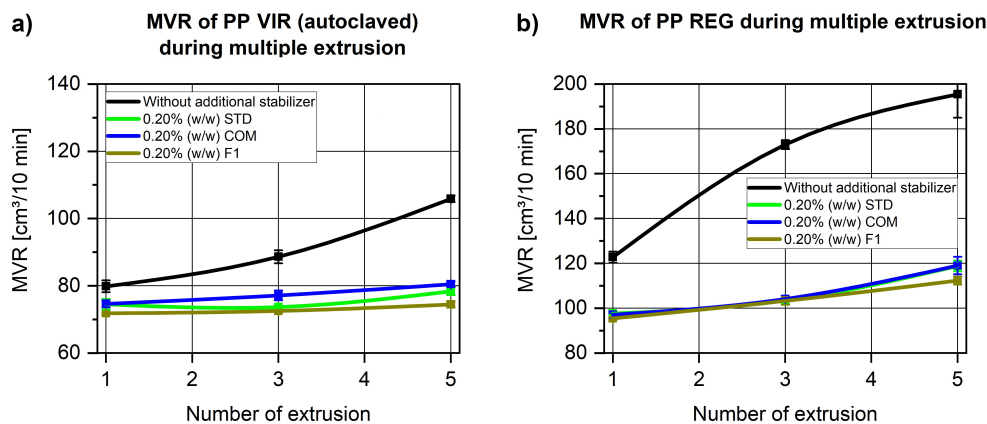 a)
MVR of PP VIR (autoclaved)
during multiple extrusion
140
120
100
80
60
MVR [cm³/10 min]
Without additional stabilizer
0.20% (w/w) STD
0.20% (w/w) COM
0.20% (w/w) F1
1 2 3 4 5
Number of extrusion
b)
MVR of PP REG during multiple extrusion
200
180
160
140
120
100
80
MVR [cm³/10 min]
Without additional stabilizer
0.20% (w/w) STD
0.20% (w/w) COM
0.20% (w/w) F1
1 2 3 4 5
Number of extrusion